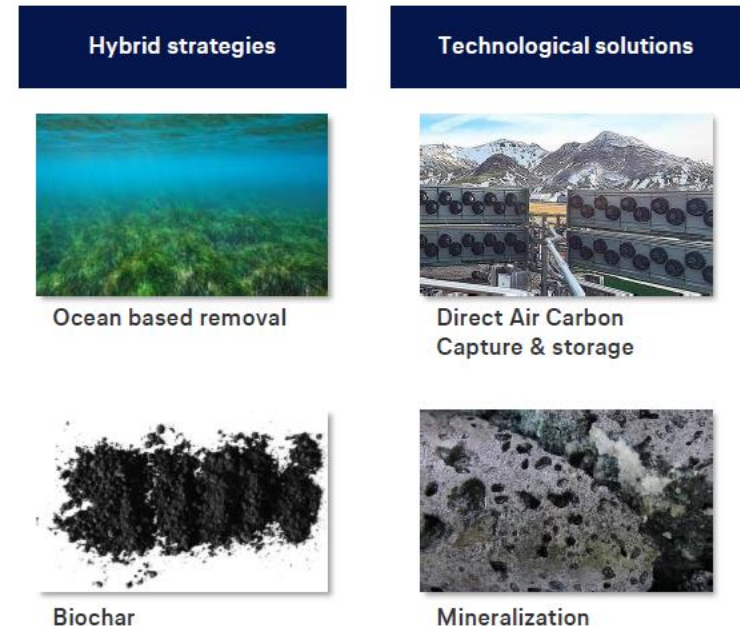 Hybrid strategies
Technological solutions
Ocean based removal
Direct Air Carbon
Capture & storage
Biochar
Mineralization